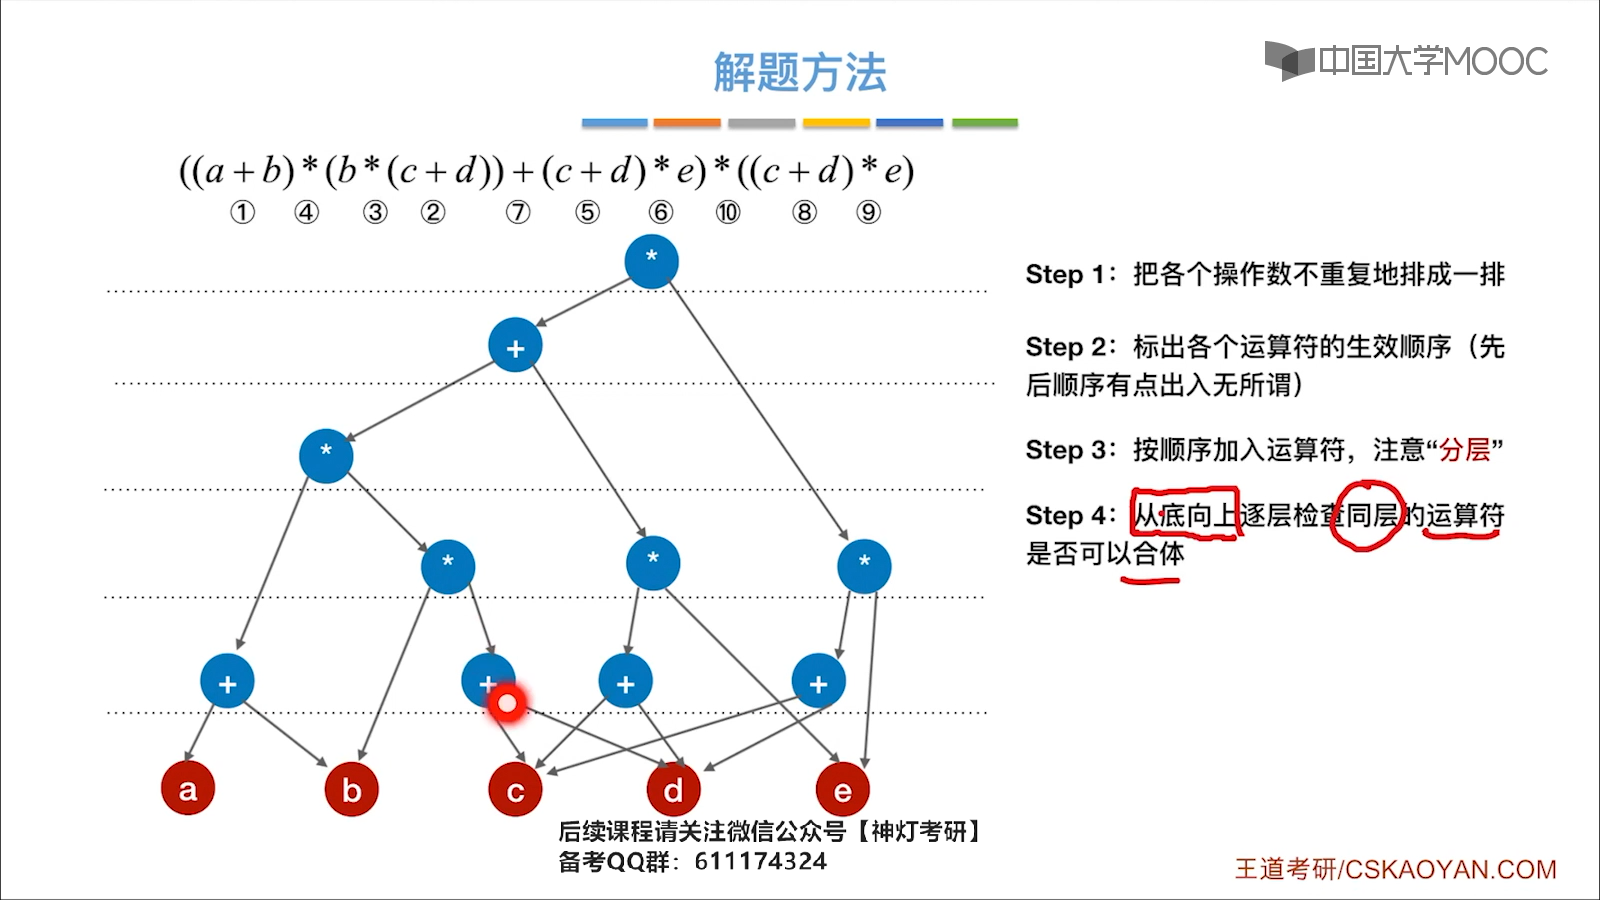 解题方法
中国大学MOOC
((a+b)*(b*(c+d))+(c+d)*e)*((c+d)*e)
① ④ ③ ② ⑦ ⑤ ⑥ ⑩ ⑧ ⑨
*
+
*
* * *
+ + + +
a b c d e
Step 1：把各个操作数不重复地排成一排
Step 2：标出各个运算符的生效顺序（先
后顺序有点出入无所谓）
Step 3：按顺序加入运算符，注意“分层”
Step 4：从底向上逐层检查同层的运算符
是否可以合体
后续课程请关注微信公众号【神灯考研】
备考QQ群：611174324
王道考研/CSKAOYAN.COM